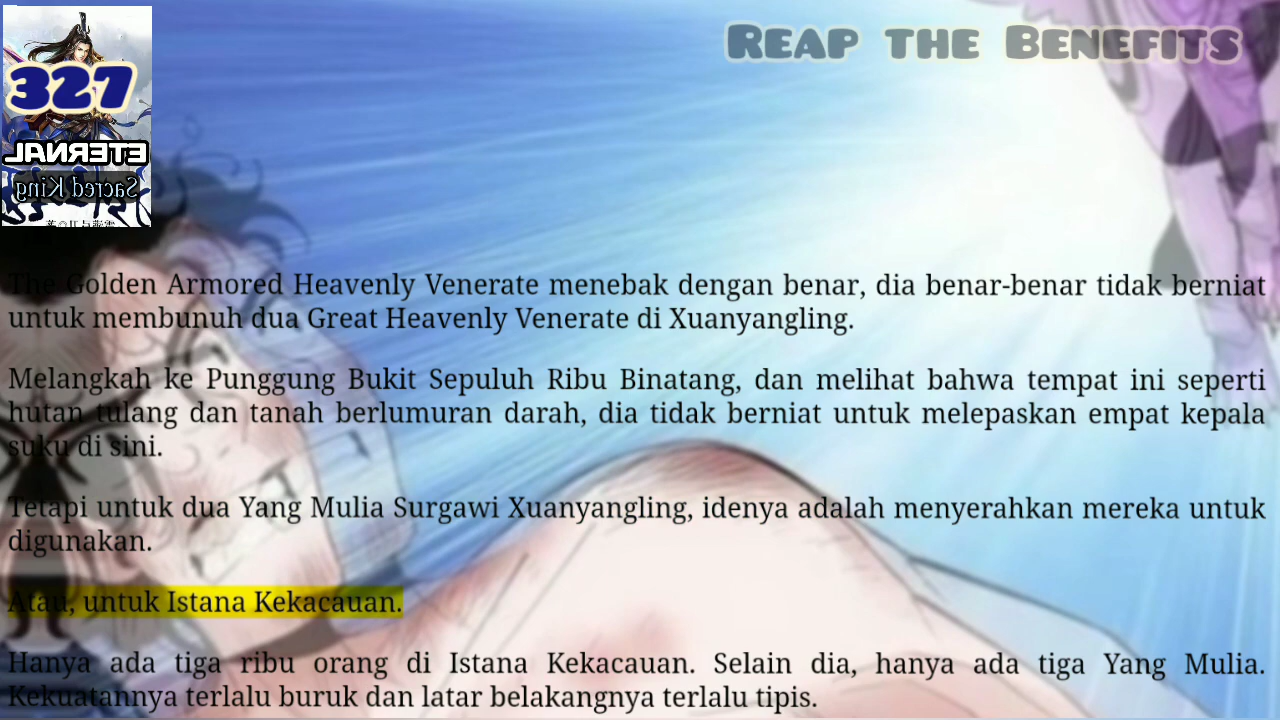 Reap the Benefits
327
ETERNAL
Sacred King
The Golden Armored Heavenly Venerate menebak dengan benar, dia benar-benar tidak berniat
untuk membunuh dua Great Heavenly Venerate di Xuanyangling.
Melangkah ke Punggung Bukit Sepuluh Ribu Binatang, dan melihat bahwa tempat ini seperti
hutan tulang dan tanah berlumuran darah, dia tidak berniat untuk melepaskan empat kepala
suku di sini.
Tetapi untuk dua Yang Mulia Surgawi Xuanyangling, idenya adalah menyerahkan mereka untuk
digunakan.
Atau, untuk Istana Kekacauan.
Hanya ada tiga ribu orang di Istana Kekacauan. Selain dia, hanya ada tiga Yang Mulia.
Kekuatannya terlalu buruk dan latar belakangnya terlalu tipis.